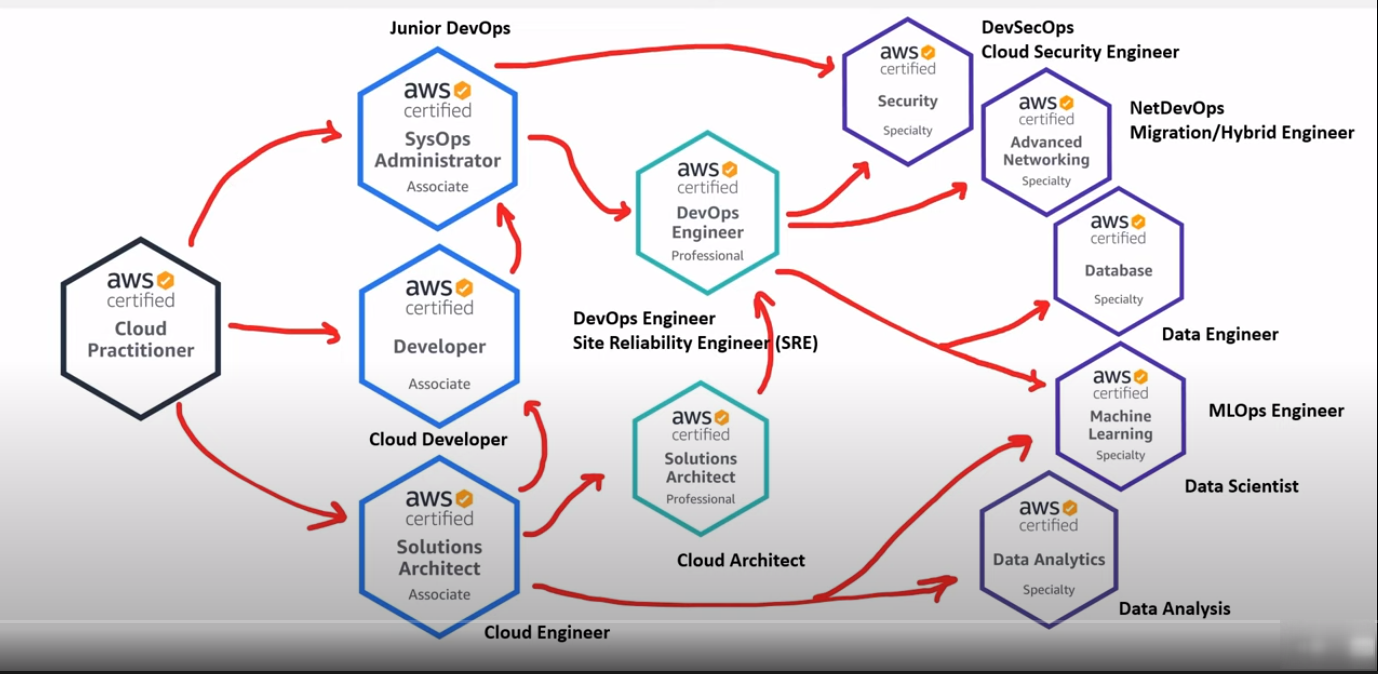 Junior DevOps
aws
certified
SysOps
Administrator
Associate
aws
certified
Security
Specialty
DevSecOps
Cloud Security Engineer
aws
certified
Advanced
Networking
Specialty
NetDevOps
Migration/Hybrid Engineer
aws
certified
DevOps
Engineer
Professional
DevOps Engineer
Site Reliability Engineer (SRE)
aws
certified
Database
Specialty
Data Engineer
aws
certified
Cloud
Practitioner
aws
certified
Developer
Associate
Cloud Developer
aws
certified
Machine
Learning
Specialty
MLOps Engineer
Data Scientist
aws
certified
Solutions
Architect
Professional
Cloud Architect
aws
certified
Solutions
Architect
Associate
Cloud Engineer
aws
certified
Data Analytics
Specialty
Data Analysis